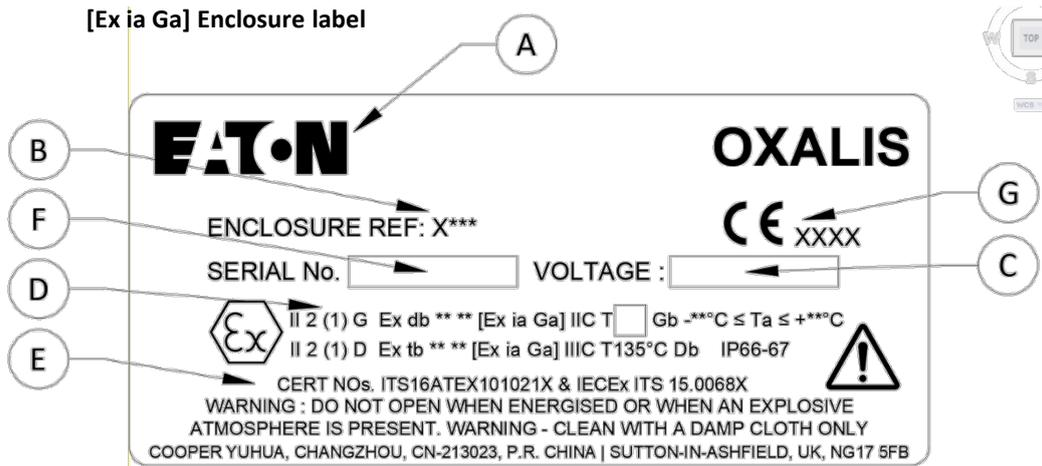 [Ex ia Ga] Enclosure label
A
W TOP
S
WCS
EATON OXALIS
B
ENCLOSURE REF: X*** CE XXXX
G
F
SERIAL No. VOLTAGE :
C
D
Ex II 2 (1) G Ex db ** ** [Ex ia Ga] IIC T Gb -**°C ≤ Ta ≤ +**°C
II 2 (1) D Ex tb ** ** [Ex ia Ga] IIIC T135°C Db IP66-67
E
CERT NOs. ITS16ATEX101021X & IECEx ITS 15.0068X
WARNING : DO NOT OPEN WHEN ENERGISED OR WHEN AN EXPLOSIVE
ATMOSPHERE IS PRESENT. WARNING - CLEAN WITH A DAMP CLOTH ONLY
COOPER YUHUA, CHANGZHOU, CN-213023, P.R. CHINA | SUTTON-IN-ASHFIELD, UK, NG17 5FB